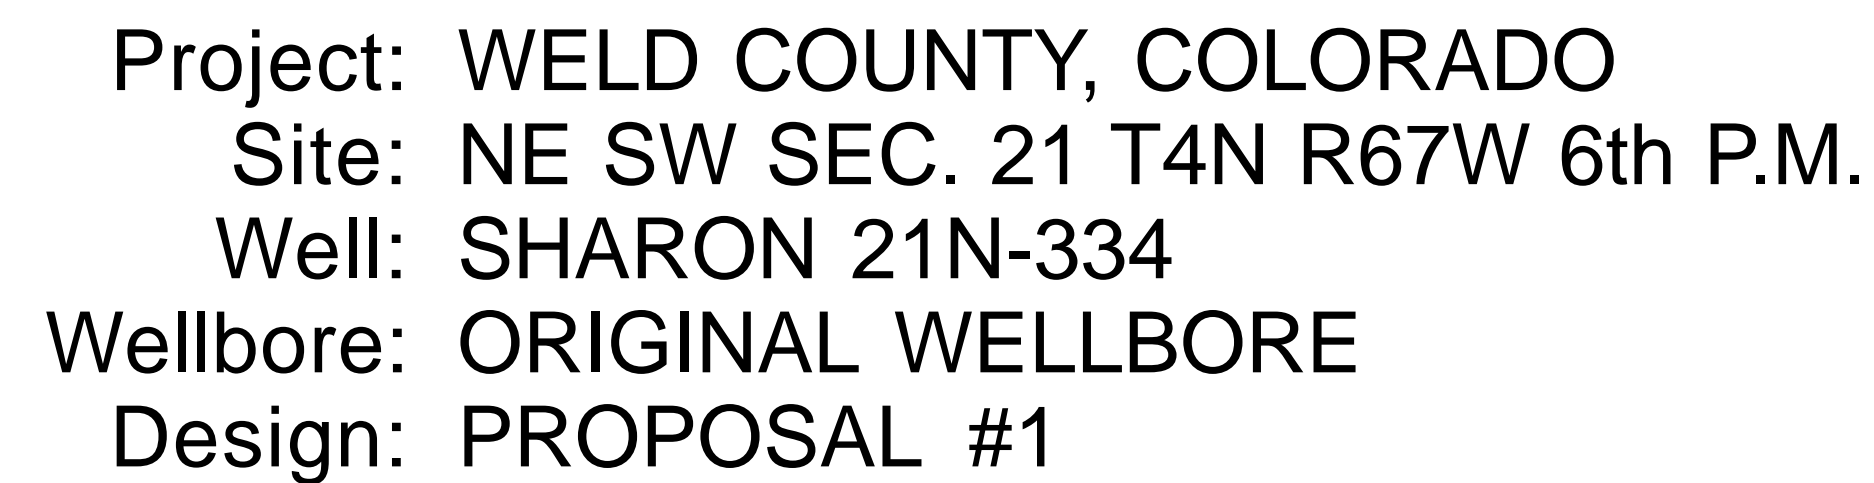 Project: WELD COUNTY, COLORADO
Site: NE SW SEC. 21 T4N R67W 6th P.M.
Well: SHARON 21N-334
Wellbore: ORIGINAL WELLBORE
Design: PROPOSAL #1